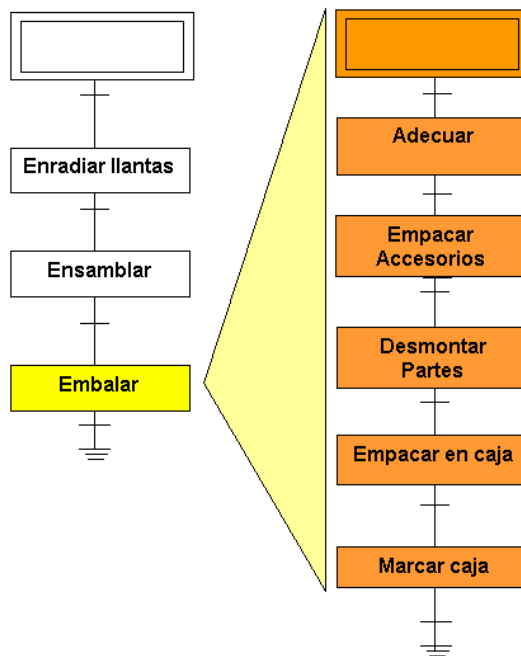 Enradiar llantas
Ensamblar
Embalar
Adecuar
Empacar
Accesorios
Desmontar
Partes
Empacar en caja
Marcar caja